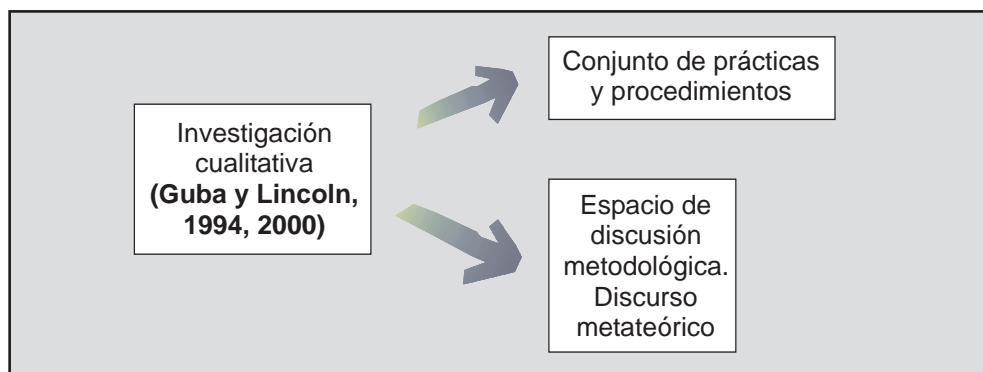 Investigación
cualitativa
(Guba y Lincoln,
1994, 2000)
Conjunto de prácticas
y procedimientos
Espacio de
discusión
metodológica.
Discurso
metateórico